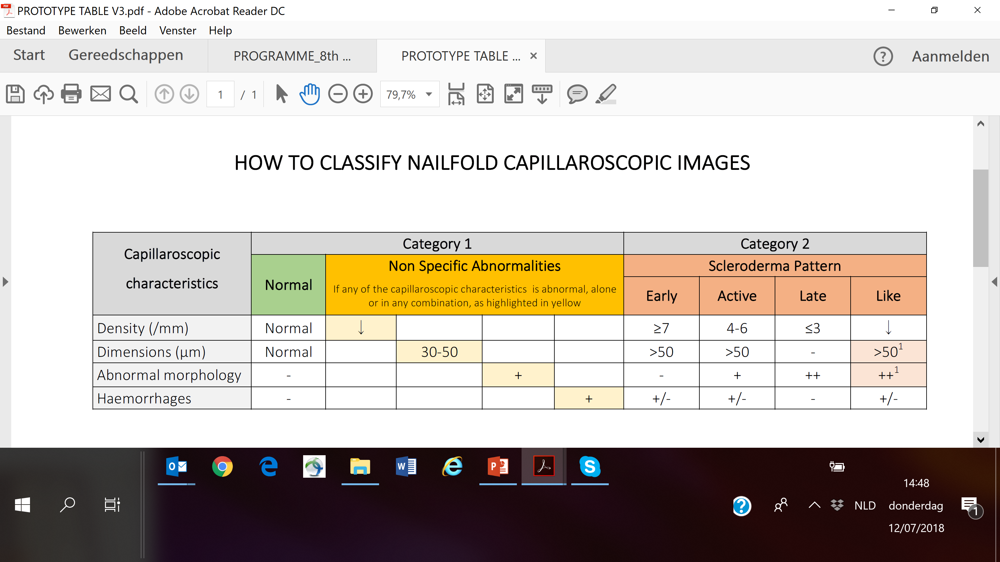 PROTOTYPE TABLE V3.pdf - Adobe Acrobat Reader DC
Bestand Bewerken Beeld Venster Help
Start Gereedschappen PROGRAMME_8th ... PROTOTYPE TABLE ... Aanmelden
1 / 1 79,7%
HOW TO CLASSIFY NAILFOLD CAPILLAROSCOPIC IMAGES
Capillaroscopic characteristics
Category 1 Category 2
Normal
Non Specific Abnormalities
If any of the capillaroscopic characteristics is abnormal, alone
or in any combination, as highlighted in yellow
Scleroderma Pattern
Early Active Late Like
Density (/mm) Normal ↓ ≥7 4-6 ≤3 ↓
Dimensions (µm) Normal 30-50 >50 >50 - >50¹
Abnormal morphology - + - + ++ ++¹
Haemorrhages - + +/- +/- - +/-
14:48
NLD donderdag 1
12/07/2018